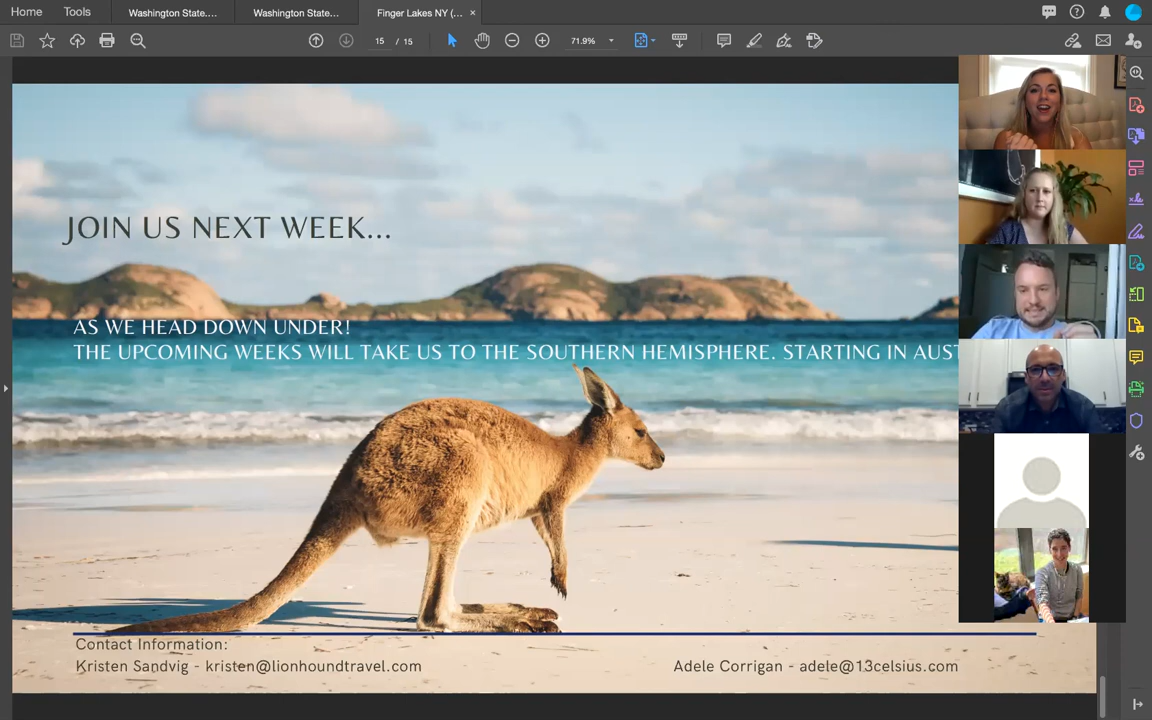 Home
Tools
Washington State....
Washington State...
Finger Lakes NY (... ×
15 / 15
71.9%
JOIN US NEXT WEEK...
AS WE HEAD DOWN UNDER!
THE UPCOMING WEEKS WILL TAKE US TO THE SOUTHERN HEMISPHERE. STARTING IN AUST
Contact Information:
Kristen Sandvig - kristen@lionhoundtravel.com
Adele Corrigan - adele@13celsius.com